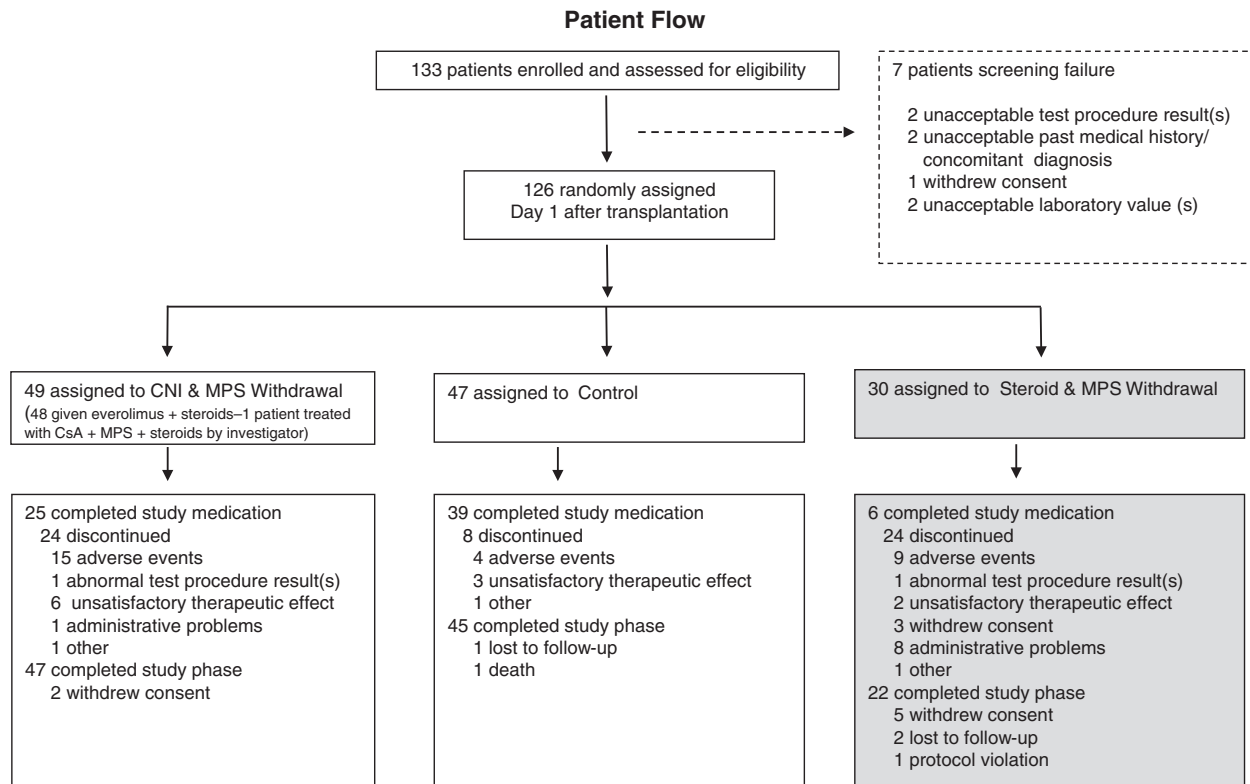 Patient Flow
133 patients enrolled and assessed for eligibility
7 patients screening failure
2 unacceptable test procedure result(s)
2 unacceptable past medical history/
concomitant diagnosis
1 withdrew consent
2 unacceptable laboratory value (s)
126 randomly assigned
Day 1 after transplantation
49 assigned to CNI & MPS Withdrawal
(48 given everolimus + steroids–1 patient treated
with CsA + MPS + steroids by investigator)
47 assigned to Control
30 assigned to Steroid & MPS Withdrawal
25 completed study medication
24 discontinued
15 adverse events
1 abnormal test procedure result(s)
6 unsatisfactory therapeutic effect
1 administrative problems
1 other
47 completed study phase
2 withdrew consent
39 completed study medication
8 discontinued
4 adverse events
3 unsatisfactory therapeutic effect
1 other
45 completed study phase
1 lost to follow-up
1 death
6 completed study medication
24 discontinued
9 adverse events
1 abnormal test procedure result(s)
2 unsatisfactory therapeutic effect
3 withdrew consent
8 administrative problems
1 other
22 completed study phase
5 withdrew consent
2 lost to follow-up
1 protocol violation